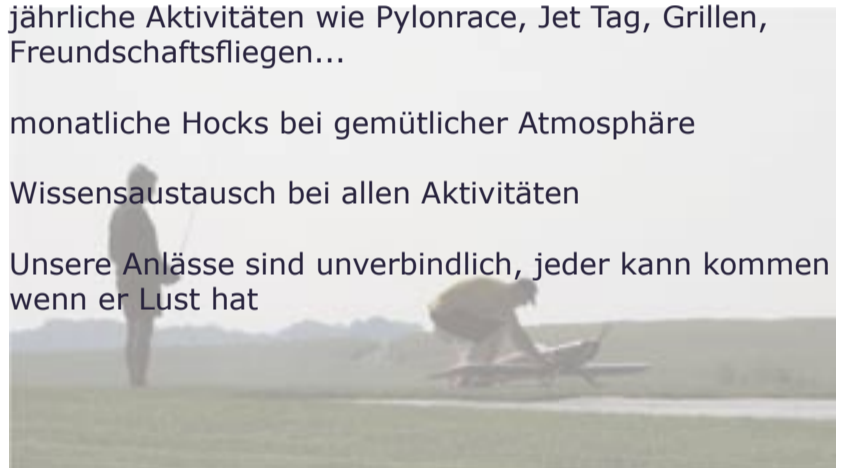 jährliche Aktivitäten wie Pylonrace, Jet Tag, Grillen,
Freundschaftsfliegen...
monatliche Hocks bei gemütlicher Atmosphäre
Wissensaustausch bei allen Aktivitäten
Unsere Anlässe sind unverbindlich, jeder kann kommen
wenn er Lust hat